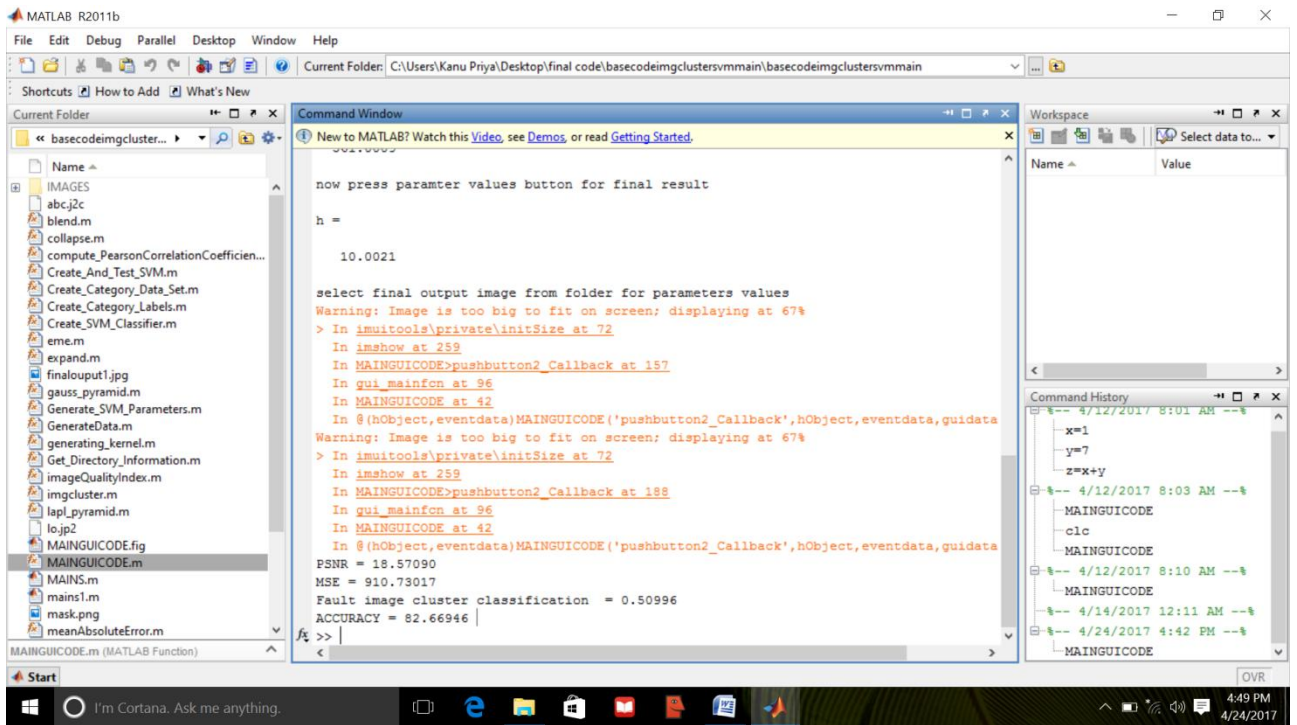 MATLAB R2011b
File Edit Debug Parallel Desktop Window Help
Current Folder: C:\Users\Kanu Priya\Desktop\final code\basecodeimgclustersvmmain\basecodeimgclustersvmmain
Shortcuts How to Add What's New
Current Folder
« basecodeimgcluster...
Name
IMAGES
abc.j2c
blend.m
collapse.m
compute_PearsonCorrelationCoefficien...
Create_And_Test_SVM.m
Create_Category_Data_Set.m
Create_Category_Labels.m
Create_SVM_Classifier.m
eme.m
expand.m
finalouput1.jpg
gauss_pyramid.m
Generate_SVM_Parameters.m
GenerateData.m
generating_kernel.m
Get_Directory_Information.m
imageQualityIndex.m
imgcluster.m
lapl_pyramid.m
lo.jp2
MAINGUICODE.fig
MAINGUICODE.m
MAINS.m
mains1.m
mask.png
meanAbsoluteError.m
MAINGUICODE.m (MATLAB Function)
Command Window
New to MATLAB? Watch this Video, see Demos, or read Getting Started.
now press paramter values button for final result
h =
10.0021
select final output image from folder for parameters values
Warning: Image is too big to fit on screen; displaying at 67%
> In imuitools\private\initSize at 72
In imshow at 259
In MAINGUICODE>pushbutton2_Callback at 157
In gui_mainfcn at 96
In MAINGUICODE at 42
In @(hObject,eventdata)MAINGUICODE('pushbutton2_Callback',hObject,eventdata,guidata
Warning: Image is too big to fit on screen; displaying at 67%
> In imuitools\private\initSize at 72
In imshow at 259
In MAINGUICODE>pushbutton2_Callback at 188
In gui_mainfcn at 96
In MAINGUICODE at 42
In @(hObject,eventdata)MAINGUICODE('pushbutton2_Callback',hObject,eventdata,guidata
PSNR = 18.57090
MSE = 910.73017
Fault image cluster classification = 0.50996
ACCURACY = 82.66946
fx >>
Workspace
Select data to...
Name Value
Command History
%-- 4/12/2017 8:01 AM --%
x=1
y=7
z=x+y
%-- 4/12/2017 8:03 AM --%
MAINGUICODE
clc
MAINGUICODE
%-- 4/12/2017 8:10 AM --%
MAINGUICODE
%-- 4/14/2017 12:11 AM --%
%-- 4/24/2017 4:42 PM --%
MAINGUICODE
Start
OVR
I'm Cortana. Ask me anything.
4:49 PM
4/24/2017